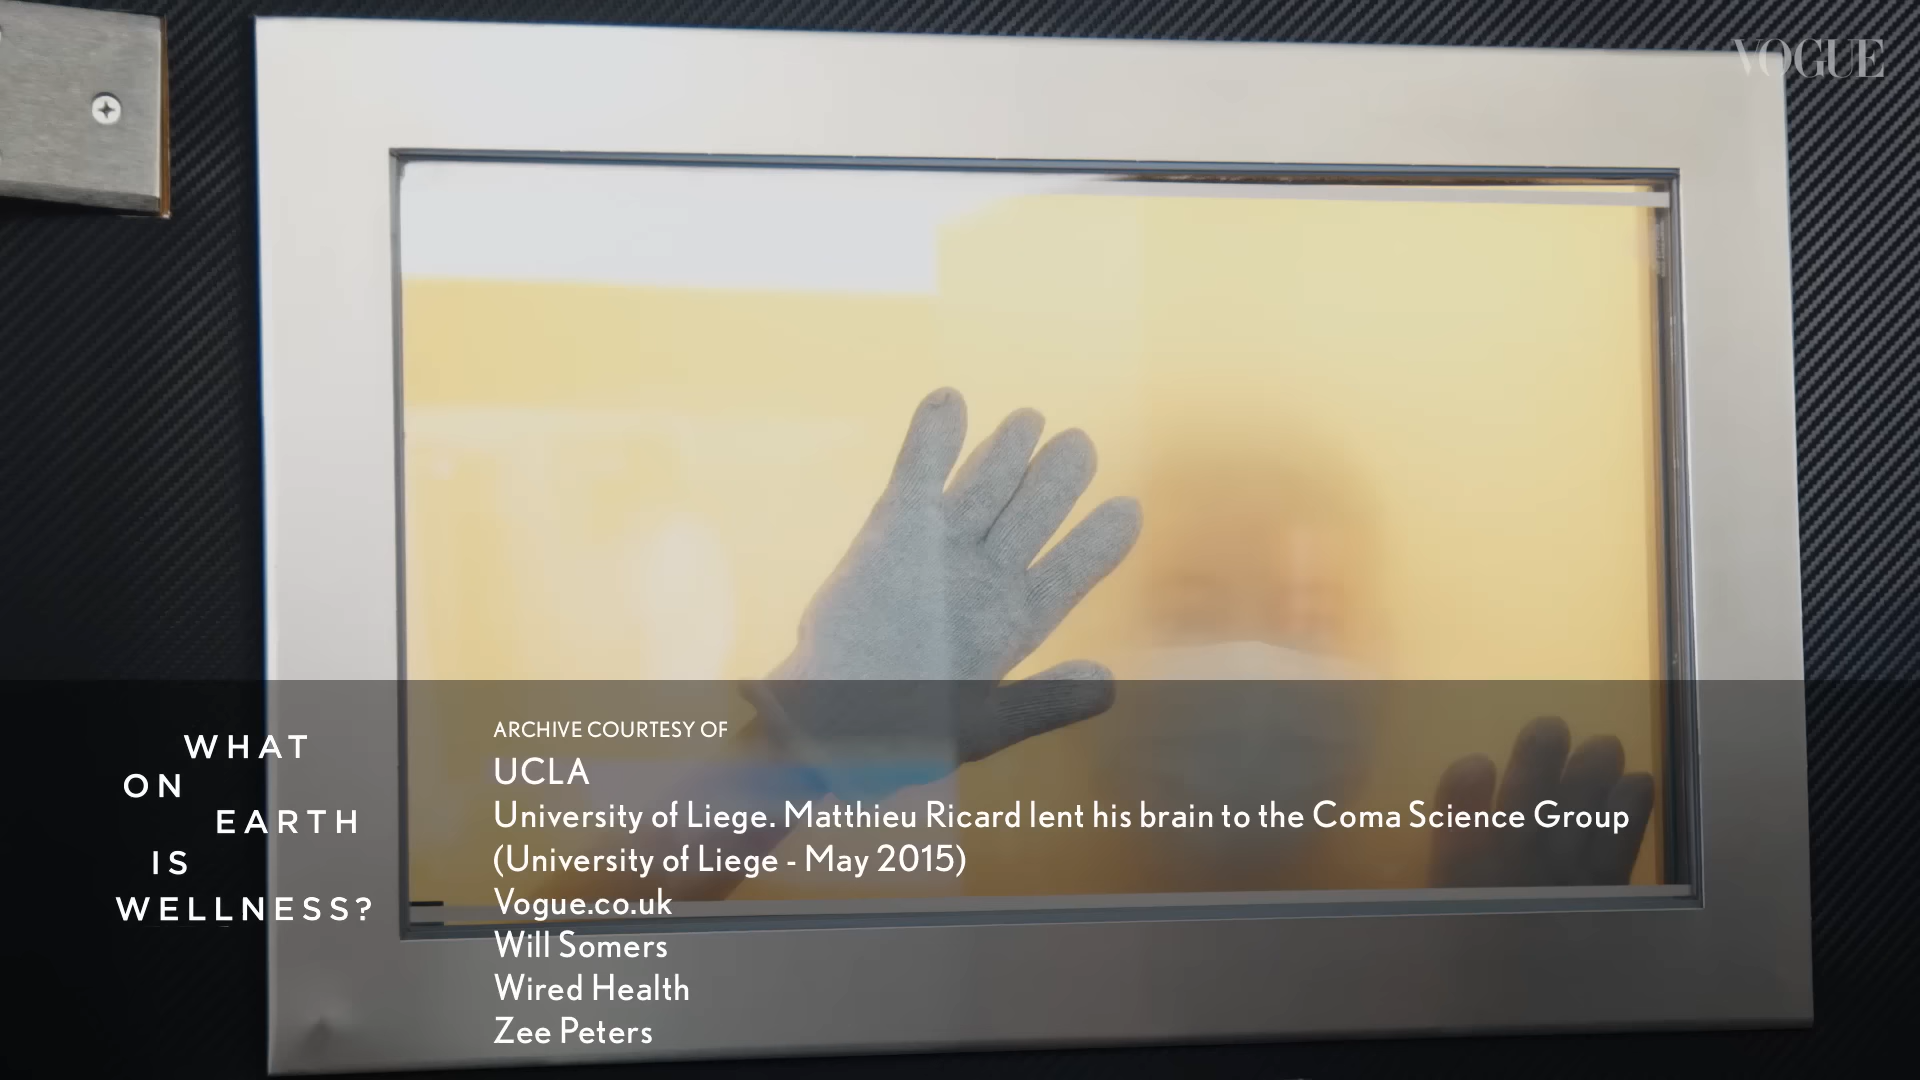 VOGUE
WHAT
ON
EARTH
IS
WELLNESS?
ARCHIVE COURTESY OF
UCLA
University of Liege. Matthieu Ricard lent his brain to the Coma Science Group
(University of Liege - May 2015)
Vogue.co.uk
Will Somers
Wired Health
Zee Peters